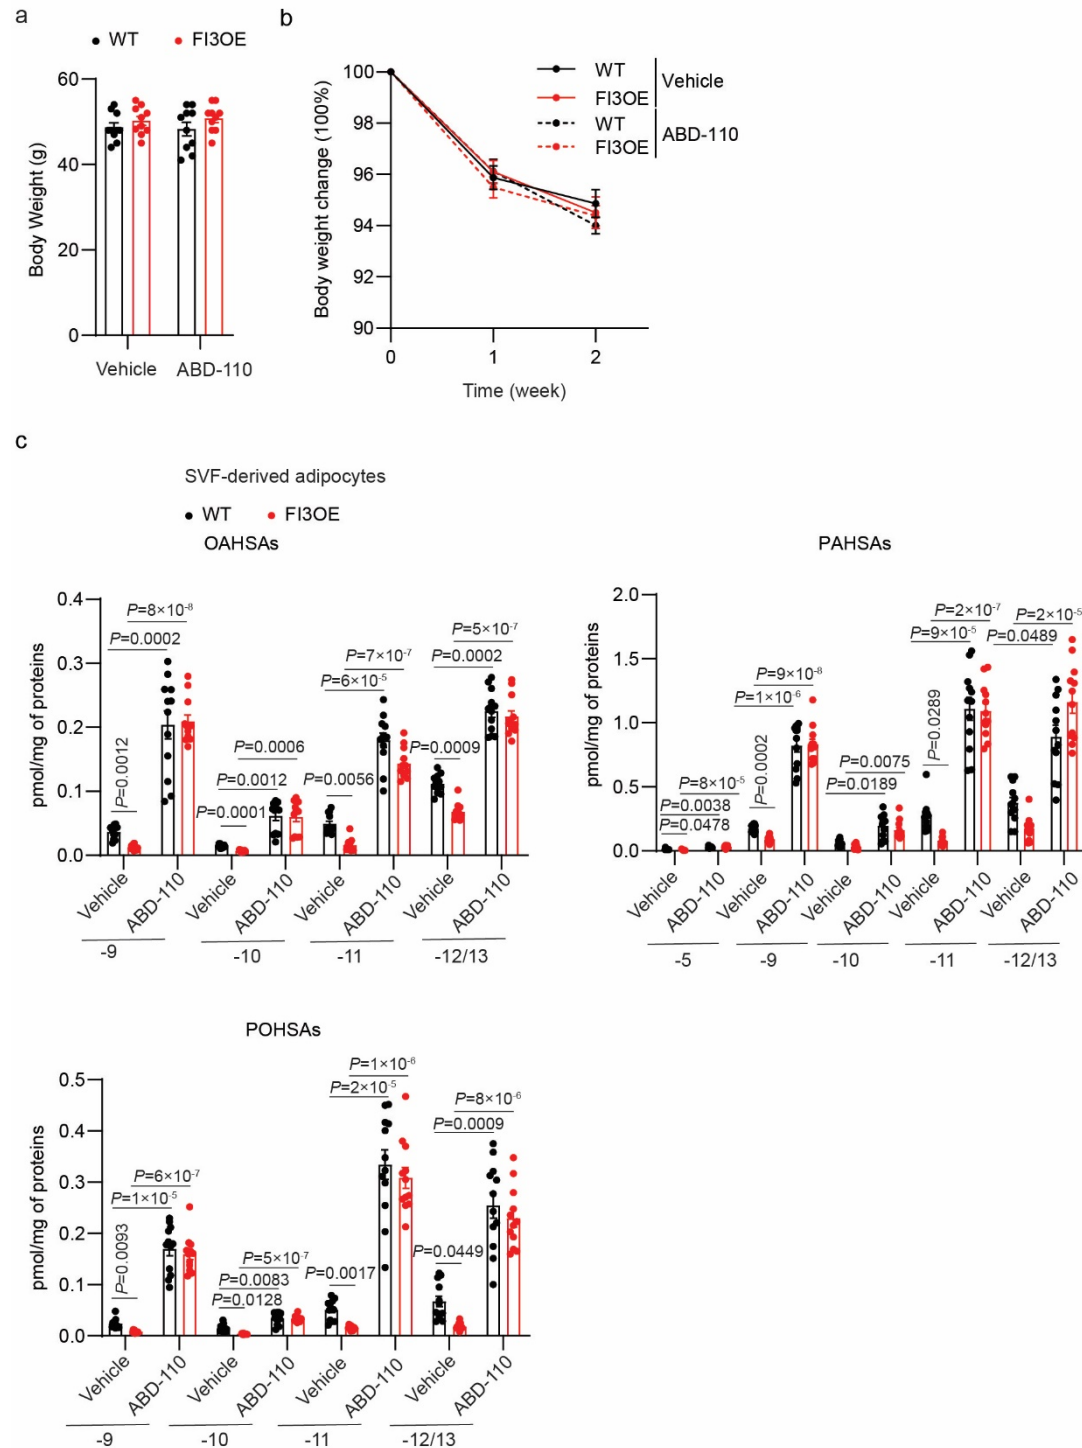 a
WT FI3OE
60
40
20
0
Body Weight (g)
Vehicle ABD-110
b
WT
FI3OE
Vehicle
WT
FI3OE
ABD-110
100
98
96
94
92
90
Body weight change (100%)
0 1 2
Time (week)
c
SVF-derived adipocytes
WT FI3OE
OAHSAs
0.4
0.3
0.2
0.1
0.0
pmol/mg of proteins
P=8×10-8
P=0.0002
P=0.0012
P=0.0006
P=0.0012
P=0.0001
P=7×10-7
P=6×10-5
P=0.0056
P=5×10-7
P=0.0002
P=0.0009
Vehicle ABD-110 Vehicle ABD-110 Vehicle ABD-110 Vehicle ABD-110
-9 -10 -11 -12/13
PAHSAs
2.0
1.5
1.0
0.5
0.0
pmol/mg of proteins
P=8×10-5
P=0.0038
P=0.0478
P=9×10-8
P=1×10-6
P=0.0002
P=0.0075
P=0.0189
P=2×10-7
P=9×10-5
P=0.0289
P=2×10-5
P=0.0489
Vehicle ABD-110 Vehicle ABD-110 Vehicle ABD-110 Vehicle ABD-110 Vehicle ABD-110
-5 -9 -10 -11 -12/13
POHSAs
0.5
0.4
0.3
0.2
0.1
0.0
pmol/mg of proteins
P=6×10-7
P=1×10-5
P=0.0093
P=5×10-7
P=0.0083
P=0.0128
P=1×10-6
P=2×10-5
P=0.0017
P=8×10-6
P=0.0009
P=0.0449
Vehicle ABD-110 Vehicle ABD-110 Vehicle ABD-110 Vehicle ABD-110
-9 -10 -11 -12/13